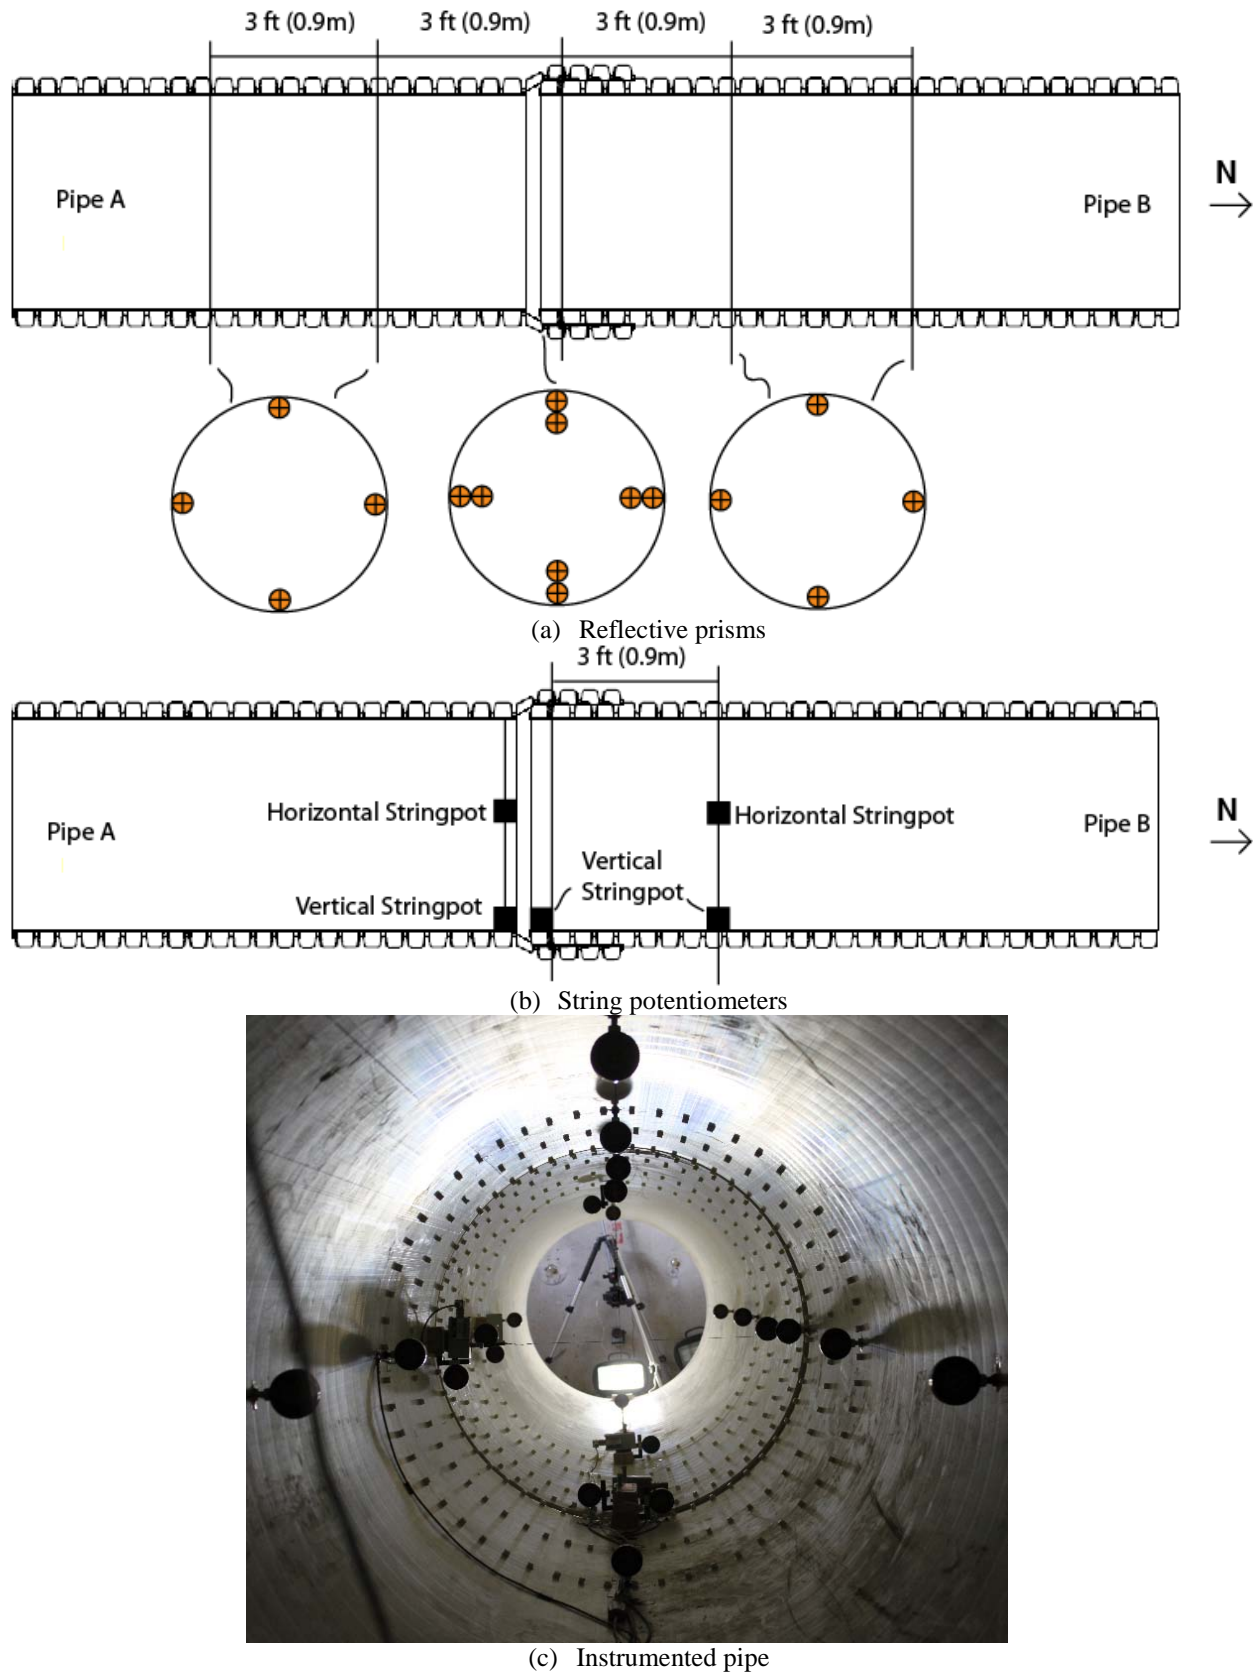 3 ft (0.9m) 3 ft (0.9m) 3 ft (0.9m) 3 ft (0.9m)
Pipe A
N
Pipe B
(a) Reflective prisms
3 ft (0.9m)
Horizontal Stringpot
Horizontal Stringpot
N
Pipe A
Pipe B
Vertical
Stringpot
Vertical Stringpot
(b) String potentiometers
(c) Instrumented pipe